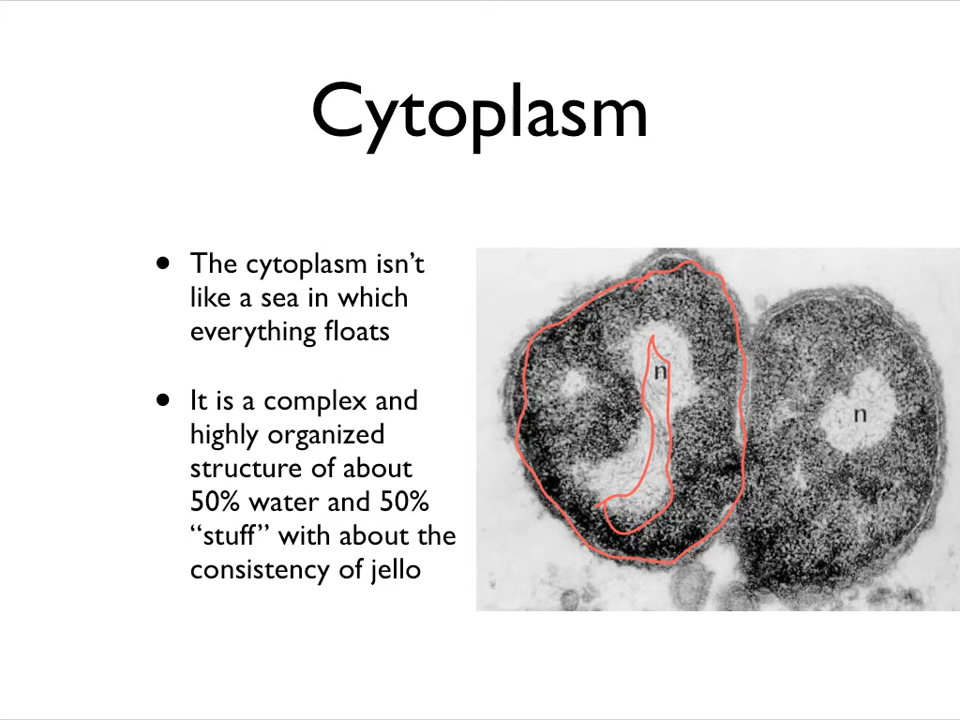 Cytoplasm
• The cytoplasm isn’t
like a sea in which
everything floats
• It is a complex and
highly organized
structure of about
50% water and 50%
“stuff” with about the
consistency of jello
n
n